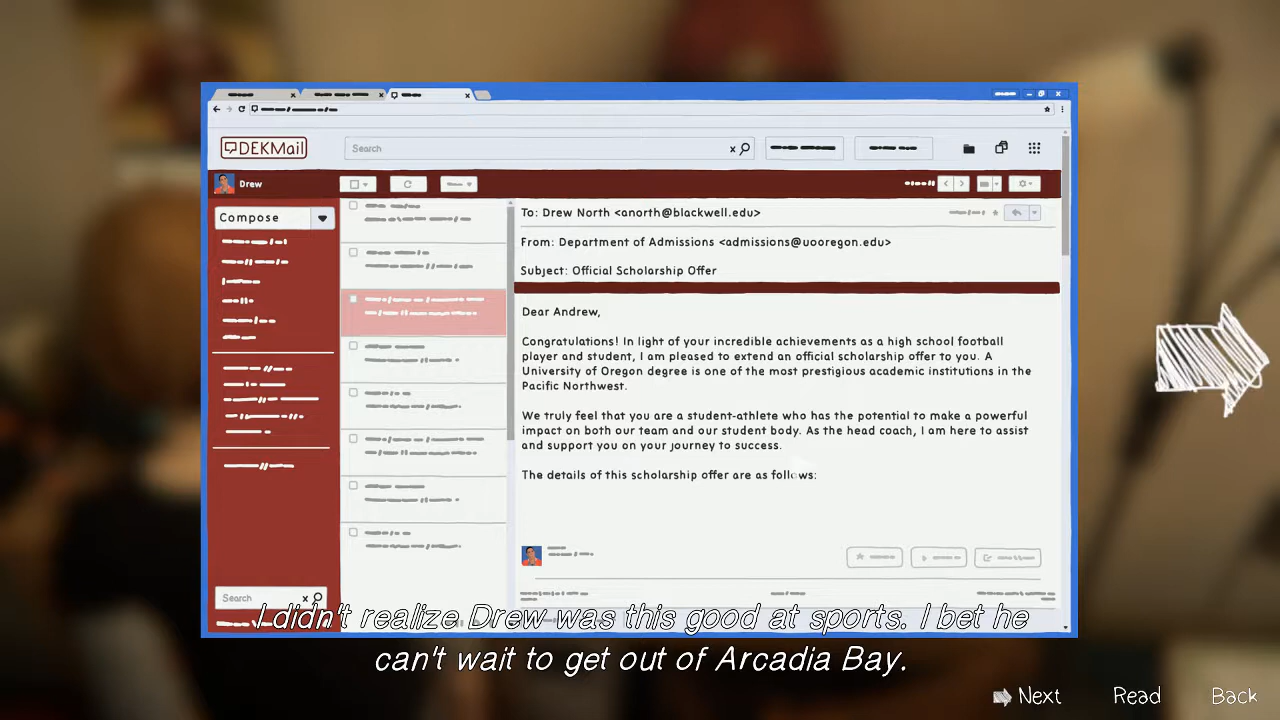 DEKMail
Search
Drew
Compose
To: Drew North <anorth@blackwell.edu>
From: Department of Admissions <admissions@uooregon.edu>
Subject: Official Scholarship Offer
Dear Andrew,
Congratulations! In light of your incredible achievements as a high school football
player and student, I am pleased to extend an official scholarship offer to you. A
University of Oregon degree is one of the most prestigious academic institutions in the
Pacific Northwest.
We truly feel that you are a student-athlete who has the potential to make a powerful
impact on both our team and our student body. As the head coach, I am here to assist
and support you on your journey to success.
The details of this scholarship offer are as follows:
Search
I didn't realize Drew was this good at sports. I bet he
can't wait to get out of Arcadia Bay.
Next Read Back